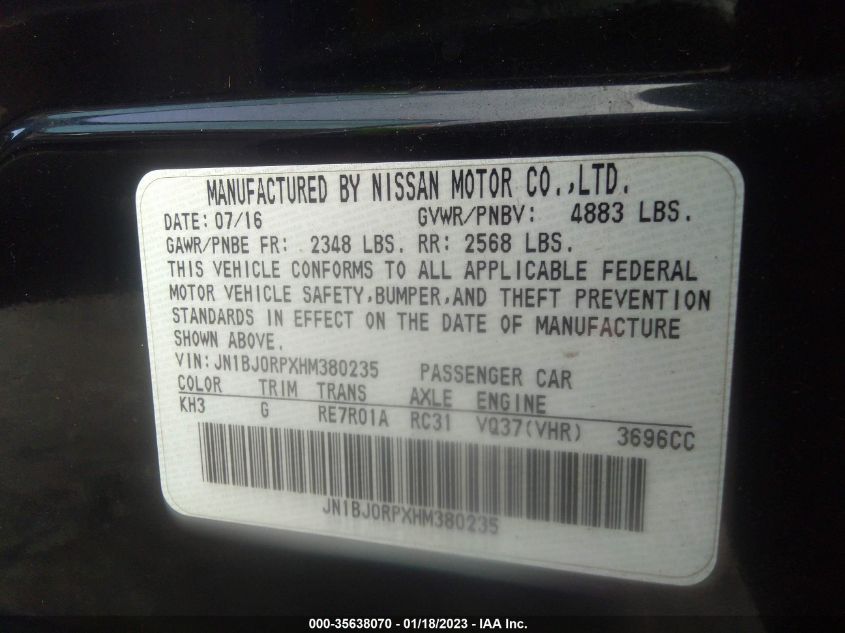 MANUFACTURED BY NISSAN MOTOR CO.,LTD.
DATE: 07/16 GVWR/PNBV: 4883 LBS.
GAWR/PNBE FR: 2348 LBS. RR: 2568 LBS.
THIS VEHICLE CONFORMS TO ALL APPLICABLE FEDERAL
MOTOR VEHICLE SAFETY,BUMPER,AND THEFT PREVENTION
STANDARDS IN EFFECT ON THE DATE OF MANUFACTURE
SHOWN ABOVE.
VIN:JN1BJ0RPXHM380235 PASSENGER CAR
COLOR TRIM TRANS AXLE ENGINE
KH3 G RE7R01A RC31 VQ37(VHR) 3696CC
JN1BJ0RPXHM380235
000-35638070 — 01/18/2023 — IAA Inc.